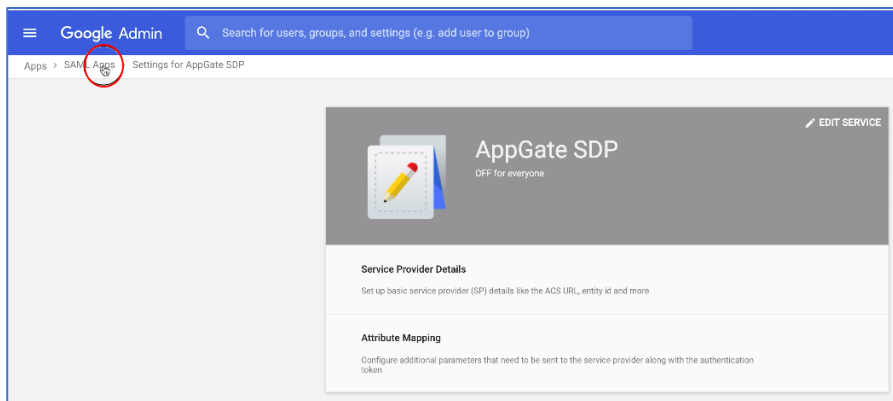 Google Admin
Search for users, groups, and settings (e.g. add user to group)
Apps > SAML Apps Settings for AppGate SDP
EDIT SERVICE
AppGate SDP
OFF for everyone
Service Provider Details
Set up basic service provider (SP) details like the ACS URL, entity id and more
Attribute Mapping
Configure additional parameters that need to be sent to the service provider along with the authentication
token